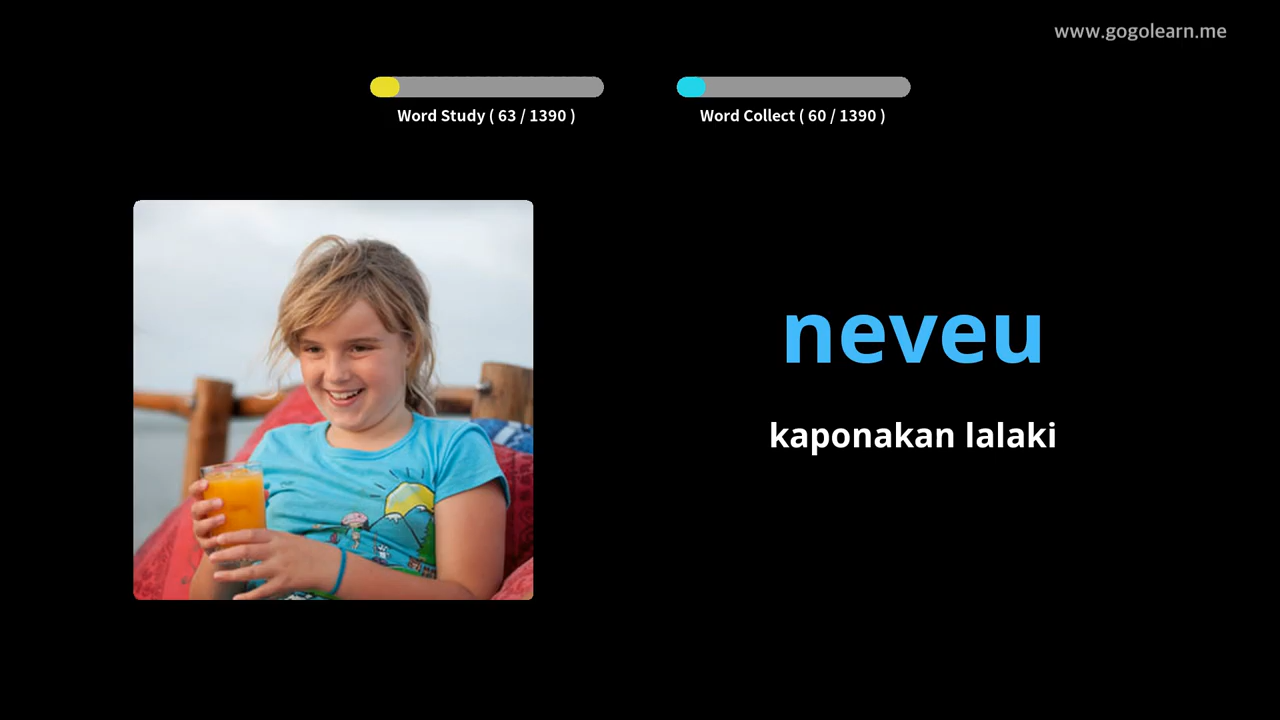 www.gogolearn.me
Word Study ( 63 / 1390 )
Word Collect ( 60 / 1390 )
neveu
kaponakan lalaki